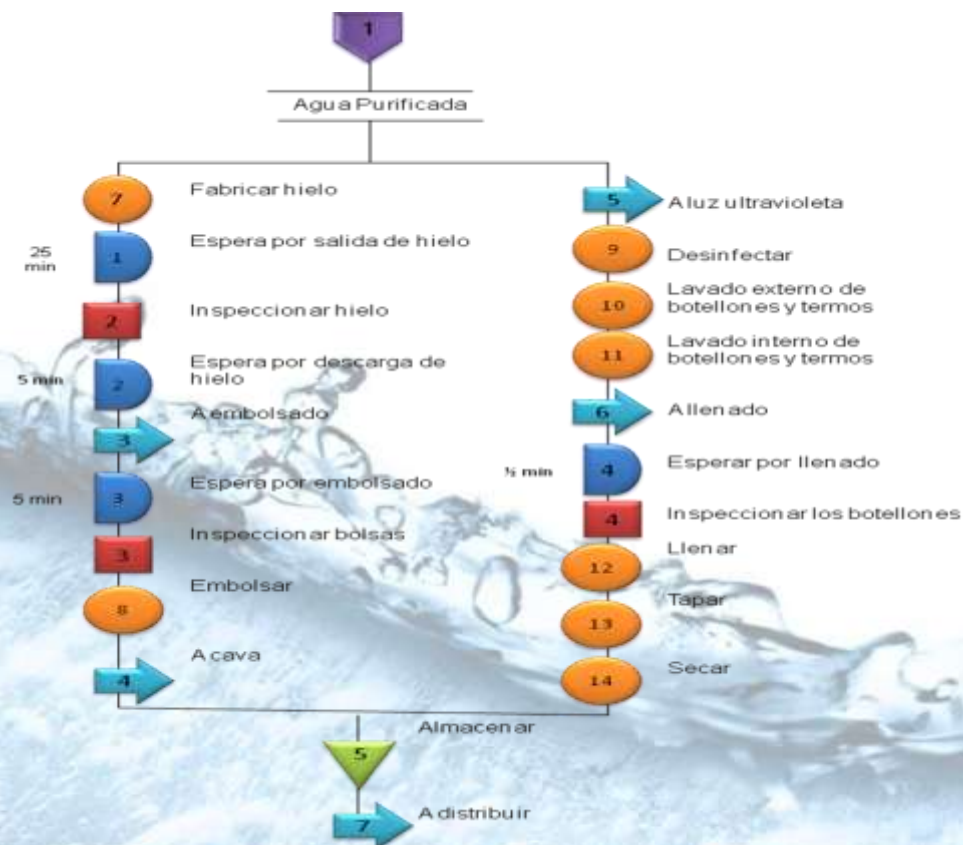 1
Agua Purificada
7
Fabricar hielo
25
min
1
Espera por salida de hielo
2
Inspeccionar hielo
5 min
2
Espera por descarga de
hielo
3
A embolsado
5 min
3
Espera por embolsado
3
Inspeccionar bolsas
8
Embolsar
4
A cava
5
A luz ultravioleta
9
Desinfectar
10
Lavado externo de
botellones y termos
11
Lavado interno de
botellones y termos
6
A llenado
½ min
4
Esperar por llenado
4
Inspeccionar los botellones
12
Llenar
13
Tapar
14
Secar
Almacenar
5
7
A distribuir